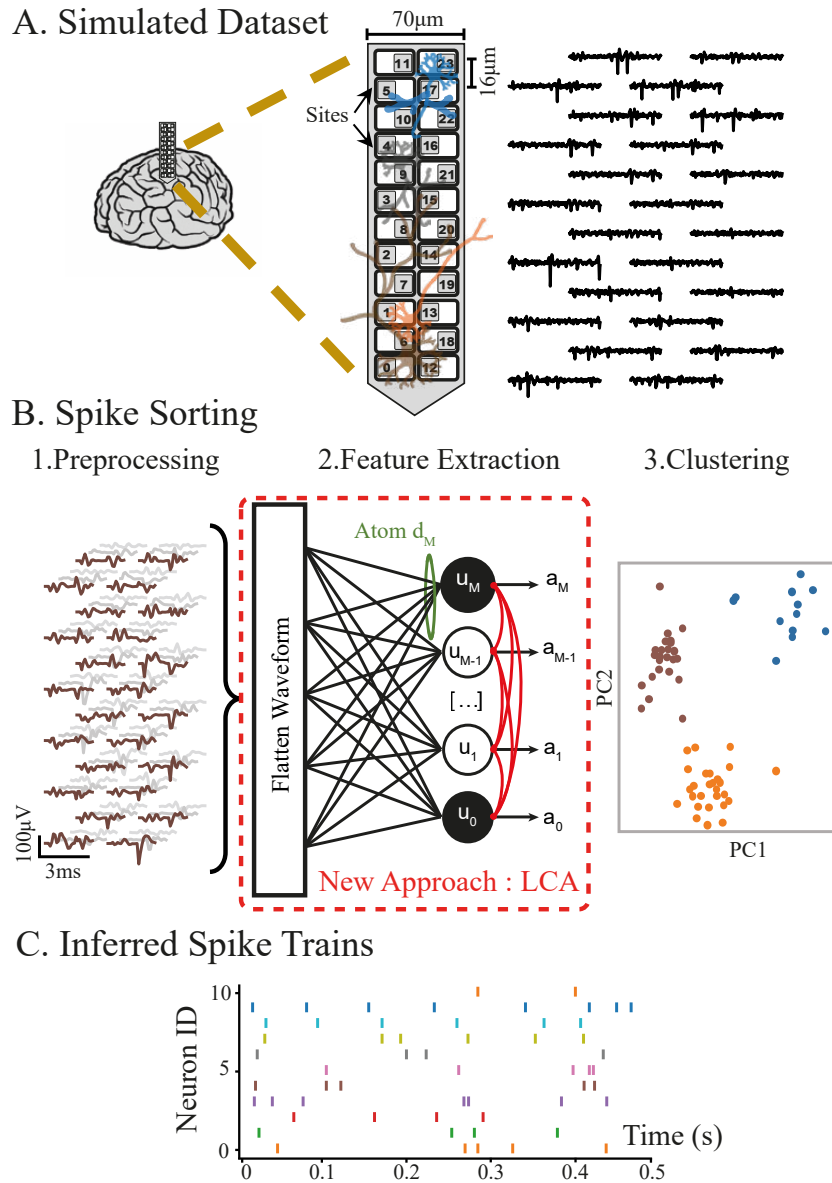 A. Simulated Dataset
70μm
16μm
Sites
11 23
5 17
10 22
4 16
9 21
3 15
8 20
2 14
7 19
1 13
6 18
0 12
B. Spike Sorting
1.Preprocessing
2.Feature Extraction
3.Clustering
100μV
3ms
Flatten Waveform
Atom d_M
u_M
a_M
u_M-1
a_M-1
[...]
u_1
a_1
u_0
a_0
New Approach : LCA
PC2
PC1
C. Inferred Spike Trains
Neuron ID
10
5
0
Time (s)
0 0.1 0.2 0.3 0.4 0.5